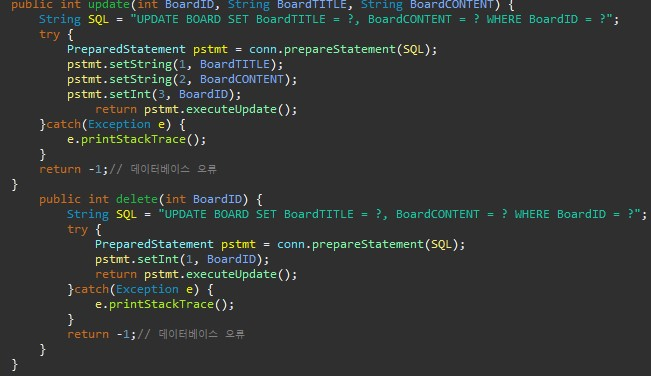 public int update(int BoardID, String BoardTITLE, String BoardCONTENT) {
String SQL = "UPDATE BOARD SET BoardTITLE = ?, BoardCONTENT = ? WHERE BoardID = ?";
try {
PreparedStatement pstmt = conn.prepareStatement(SQL);
pstmt.setString(1, BoardTITLE);
pstmt.setString(2, BoardCONTENT);
pstmt.setInt(3, BoardID);
return pstmt.executeUpdate();
}catch(Exception e) {
e.printStackTrace();
}
return -1;// 데이터베이스 오류
}
public int delete(int BoardID) {
String SQL = "UPDATE BOARD SET BoardTITLE = ?, BoardCONTENT = ? WHERE BoardID = ?";
try {
PreparedStatement pstmt = conn.prepareStatement(SQL);
pstmt.setInt(1, BoardID);
return pstmt.executeUpdate();
}catch(Exception e) {
e.printStackTrace();
}
return -1;// 데이터베이스 오류
}
}